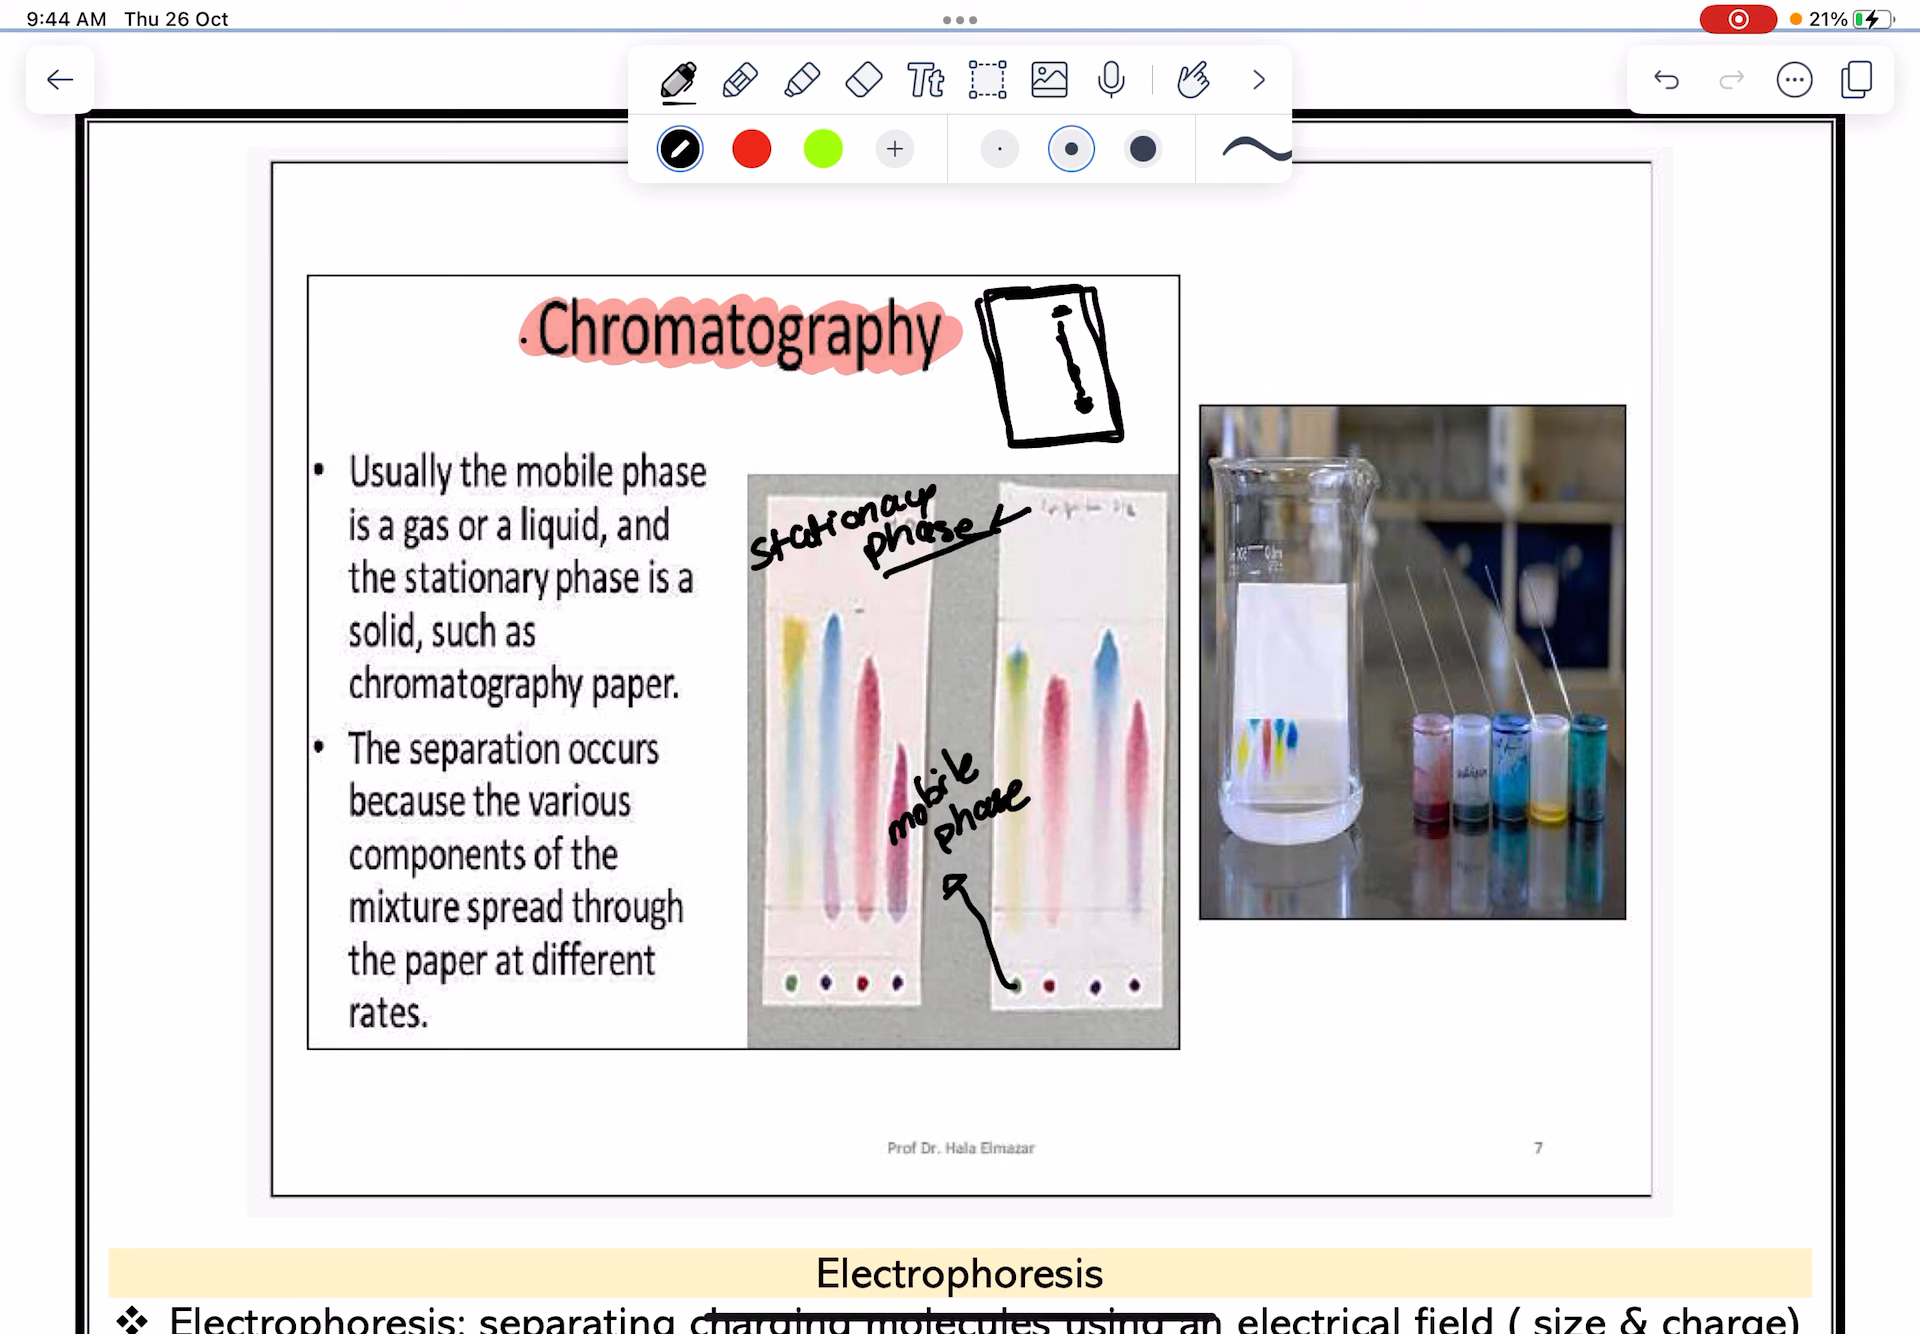 9:44 AM Thu 26 Oct
21%
Tt
Chromatography
• Usually the mobile phase
is a gas or a liquid, and
the stationary phase is a
solid, such as
chromatography paper.
• The separation occurs
because the various
components of the
mixture spread through
the paper at different
rates.
stationary
phase
mobile
phase
Prof Dr. Hala Elmazar
7
Electrophoresis
❖ Electrophoresis: separating charging molecules using an electrical field ( size & charge)